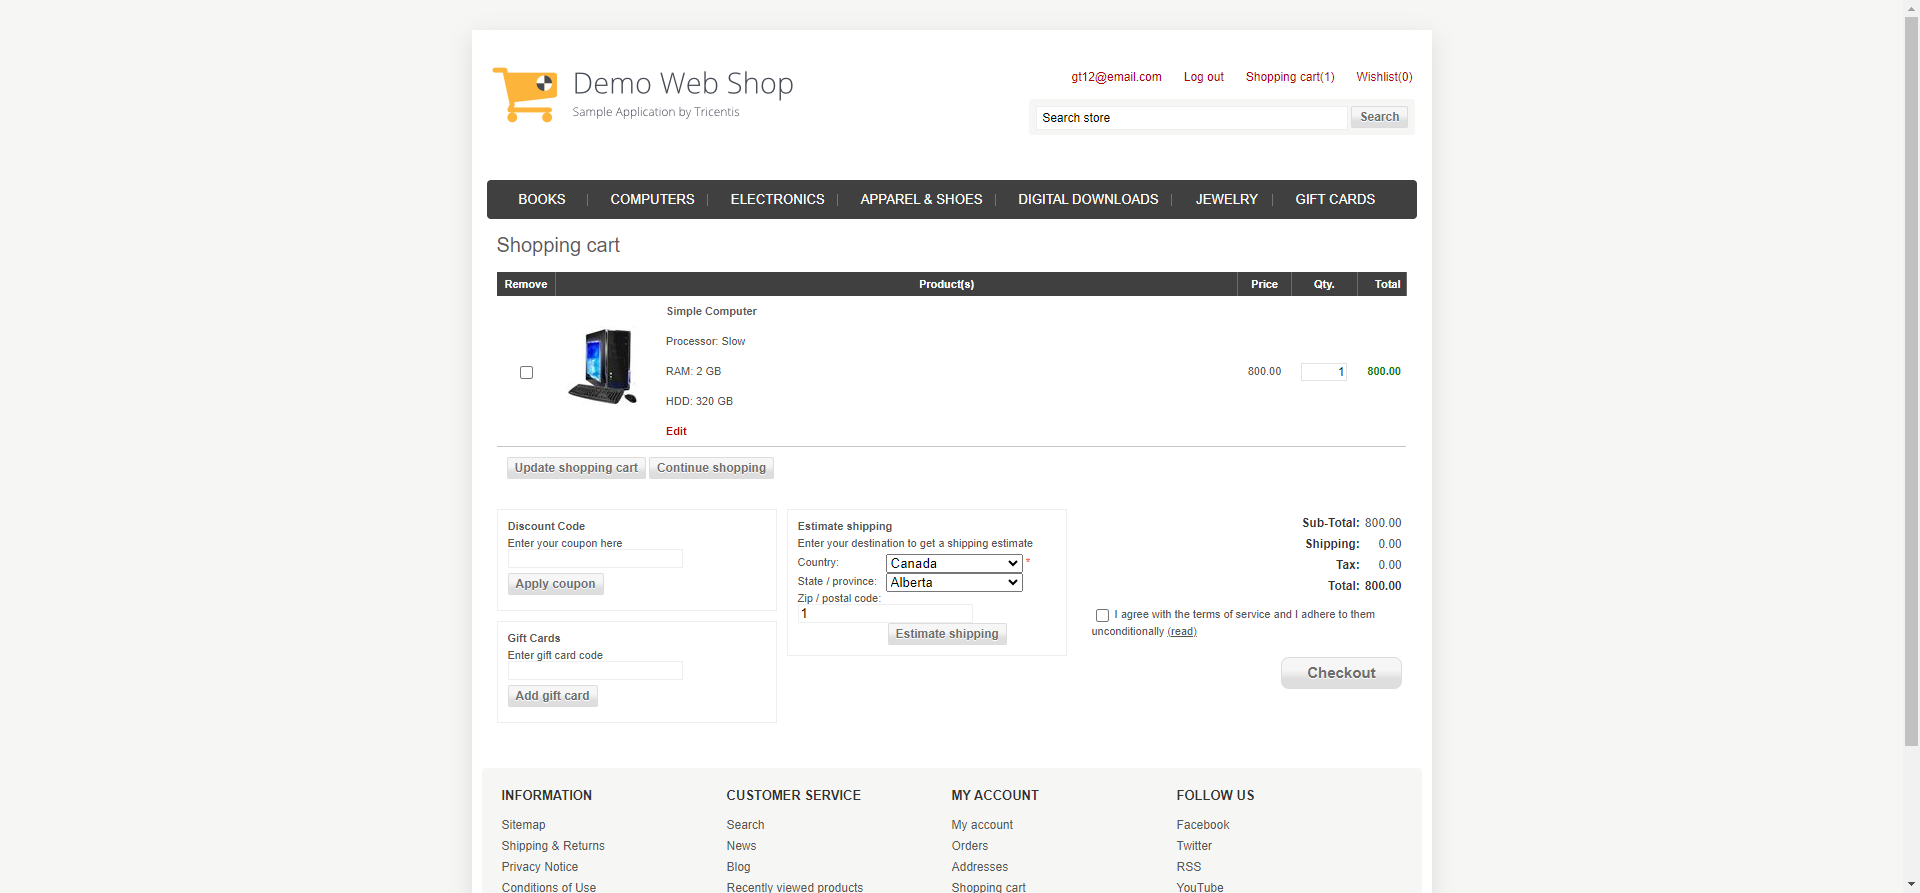 Demo Web Shop
Sample Application by Tricentis
gt12@email.com Log out Shopping cart(1) Wishlist(0)
Search store Search
BOOKS COMPUTERS ELECTRONICS APPAREL & SHOES DIGITAL DOWNLOADS JEWELRY GIFT CARDS
Shopping cart
Remove Product(s) Price Qty. Total
Simple Computer
Processor: Slow
RAM: 2 GB
HDD: 320 GB
Edit
800.00 1 800.00
Update shopping cart Continue shopping
Discount Code
Enter your coupon here
Apply coupon
Gift Cards
Enter gift card code
Add gift card
Estimate shipping
Enter your destination to get a shipping estimate
Country: Canada *
State / province: Alberta
Zip / postal code:
1
Estimate shipping
Sub-Total: 800.00
Shipping: 0.00
Tax: 0.00
Total: 800.00
I agree with the terms of service and I adhere to them
unconditionally (read)
Checkout
INFORMATION
Sitemap
Shipping & Returns
Privacy Notice
Conditions of Use
CUSTOMER SERVICE
Search
News
Blog
Recently viewed products
MY ACCOUNT
My account
Orders
Addresses
Shopping cart
FOLLOW US
Facebook
Twitter
RSS
YouTube